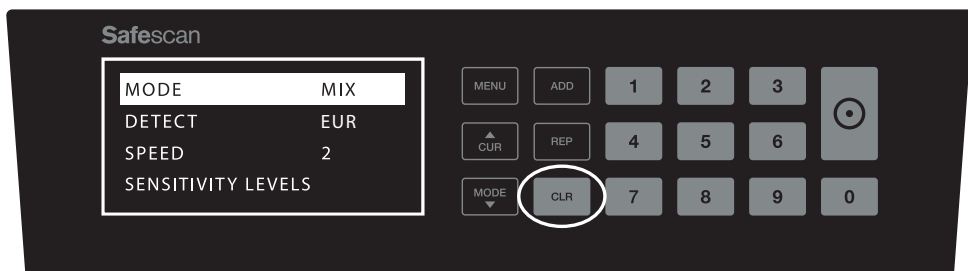 Safescan
MODE MIX
DETECT EUR
SPEED 2
SENSITIVITY LEVELS
MENU ADD 1 2 3
CUR REP 4 5 6
MODE CLR 7 8 9 0